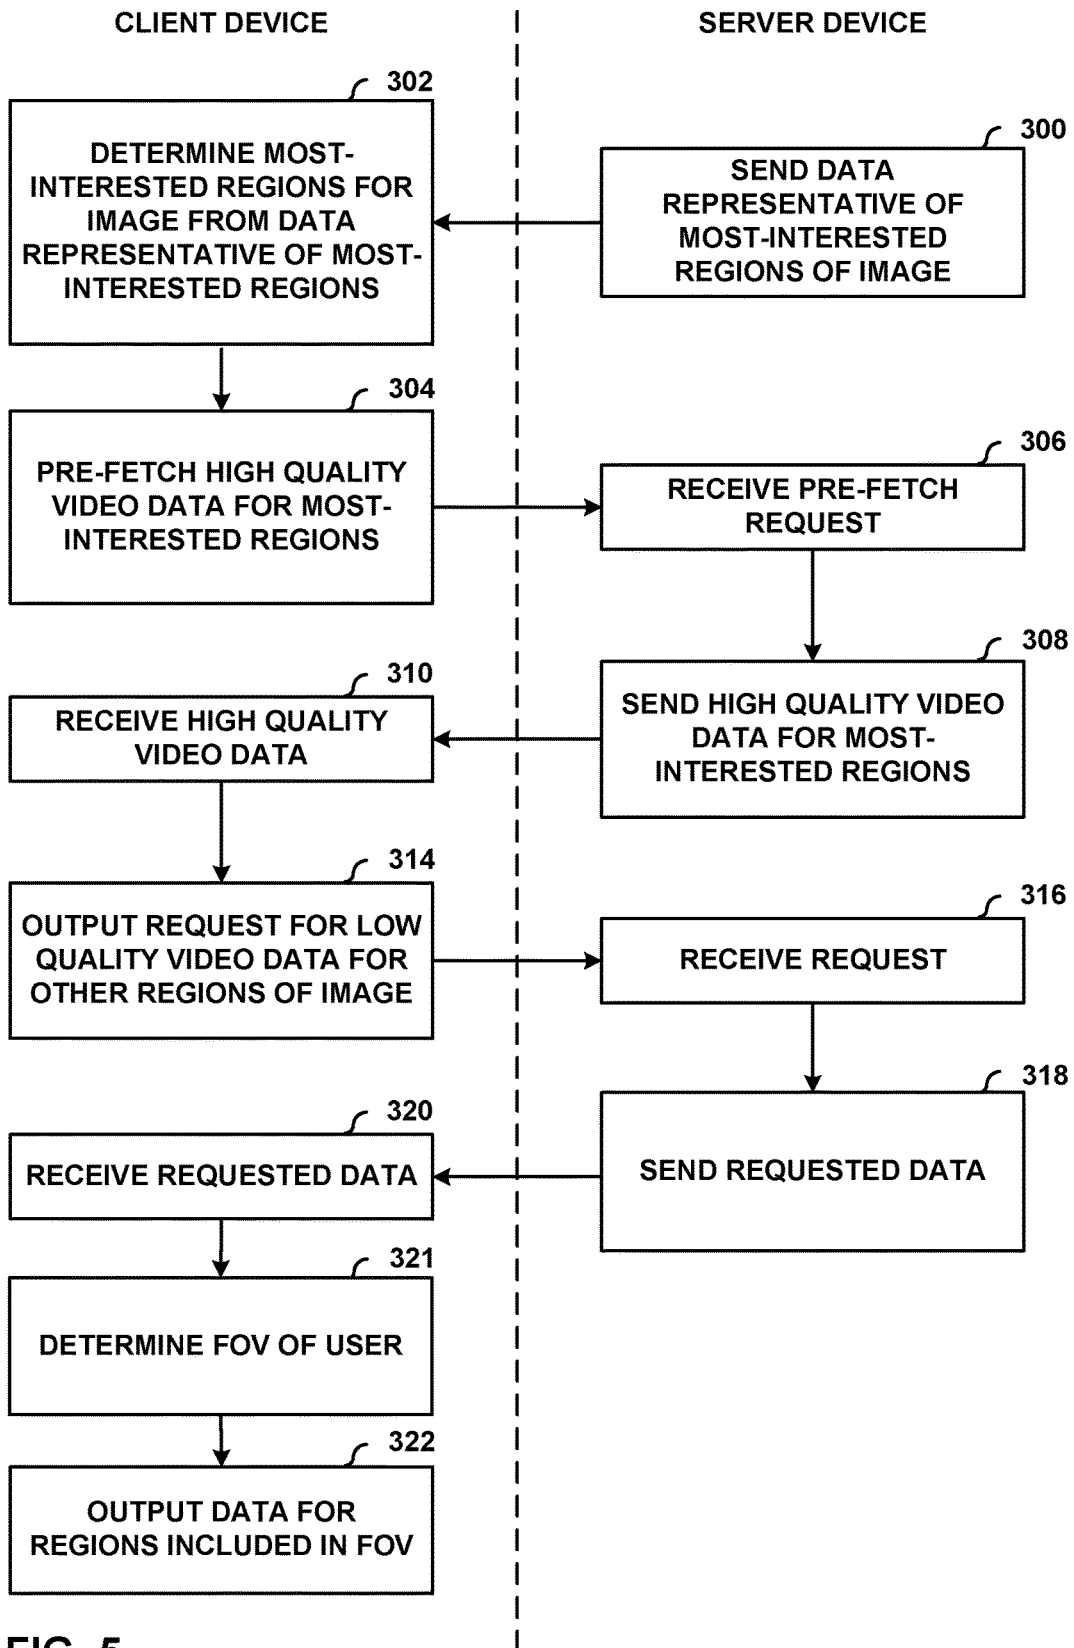 CLIENT DEVICE
SERVER DEVICE
302
DETERMINE MOST-
INTERESTED REGIONS FOR
IMAGE FROM DATA
REPRESENTATIVE OF MOST-
INTERESTED REGIONS
300
SEND DATA
REPRESENTATIVE OF
MOST-INTERESTED
REGIONS OF IMAGE
304
PRE-FETCH HIGH QUALITY
VIDEO DATA FOR MOST-
INTERESTED REGIONS
306
RECEIVE PRE-FETCH
REQUEST
308
SEND HIGH QUALITY VIDEO
DATA FOR MOST-
INTERESTED REGIONS
310
RECEIVE HIGH QUALITY
VIDEO DATA
314
OUTPUT REQUEST FOR LOW
QUALITY VIDEO DATA FOR
OTHER REGIONS OF IMAGE
316
RECEIVE REQUEST
318
SEND REQUESTED DATA
320
RECEIVE REQUESTED DATA
321
DETERMINE FOV OF USER
322
OUTPUT DATA FOR
REGIONS INCLUDED IN FOV
FIG. 5